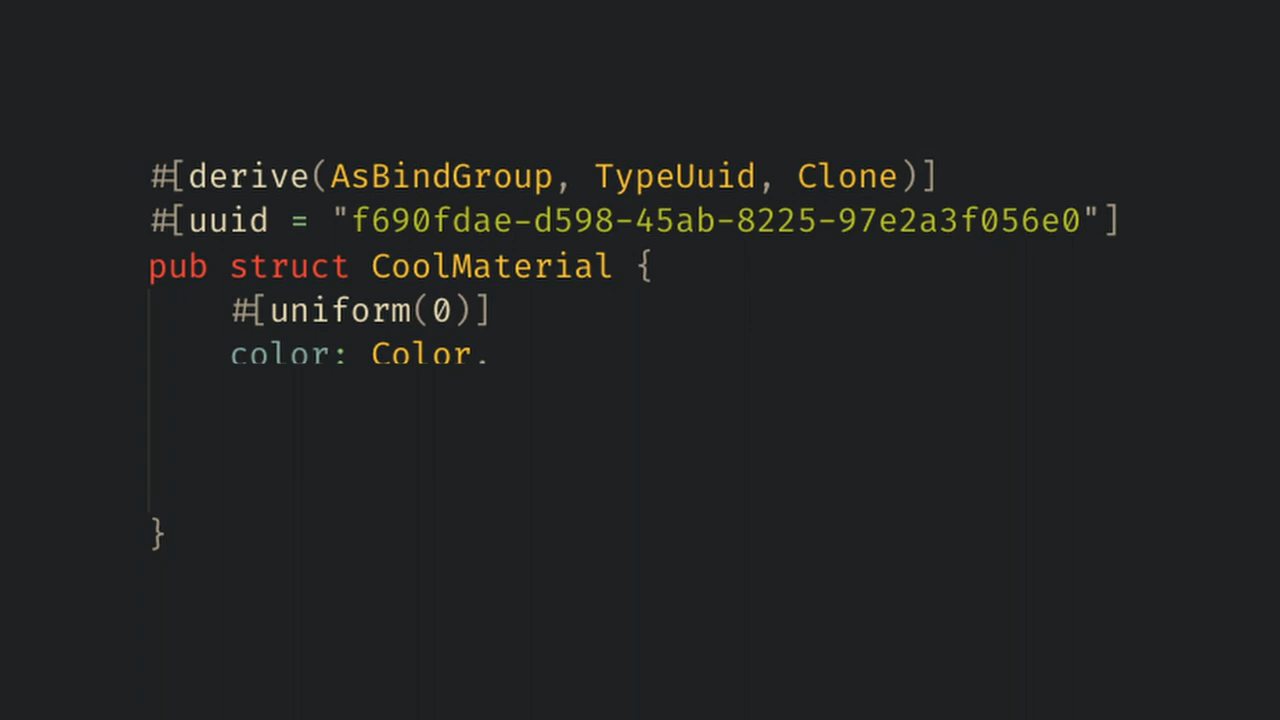 #[derive(AsBindGroup, TypeUuid, Clone)]
#[uuid = "f690fdae-d598-45ab-8225-97e2a3f056e0"]
pub struct CoolMaterial {
    #[uniform(0)]
    color: Color,
}